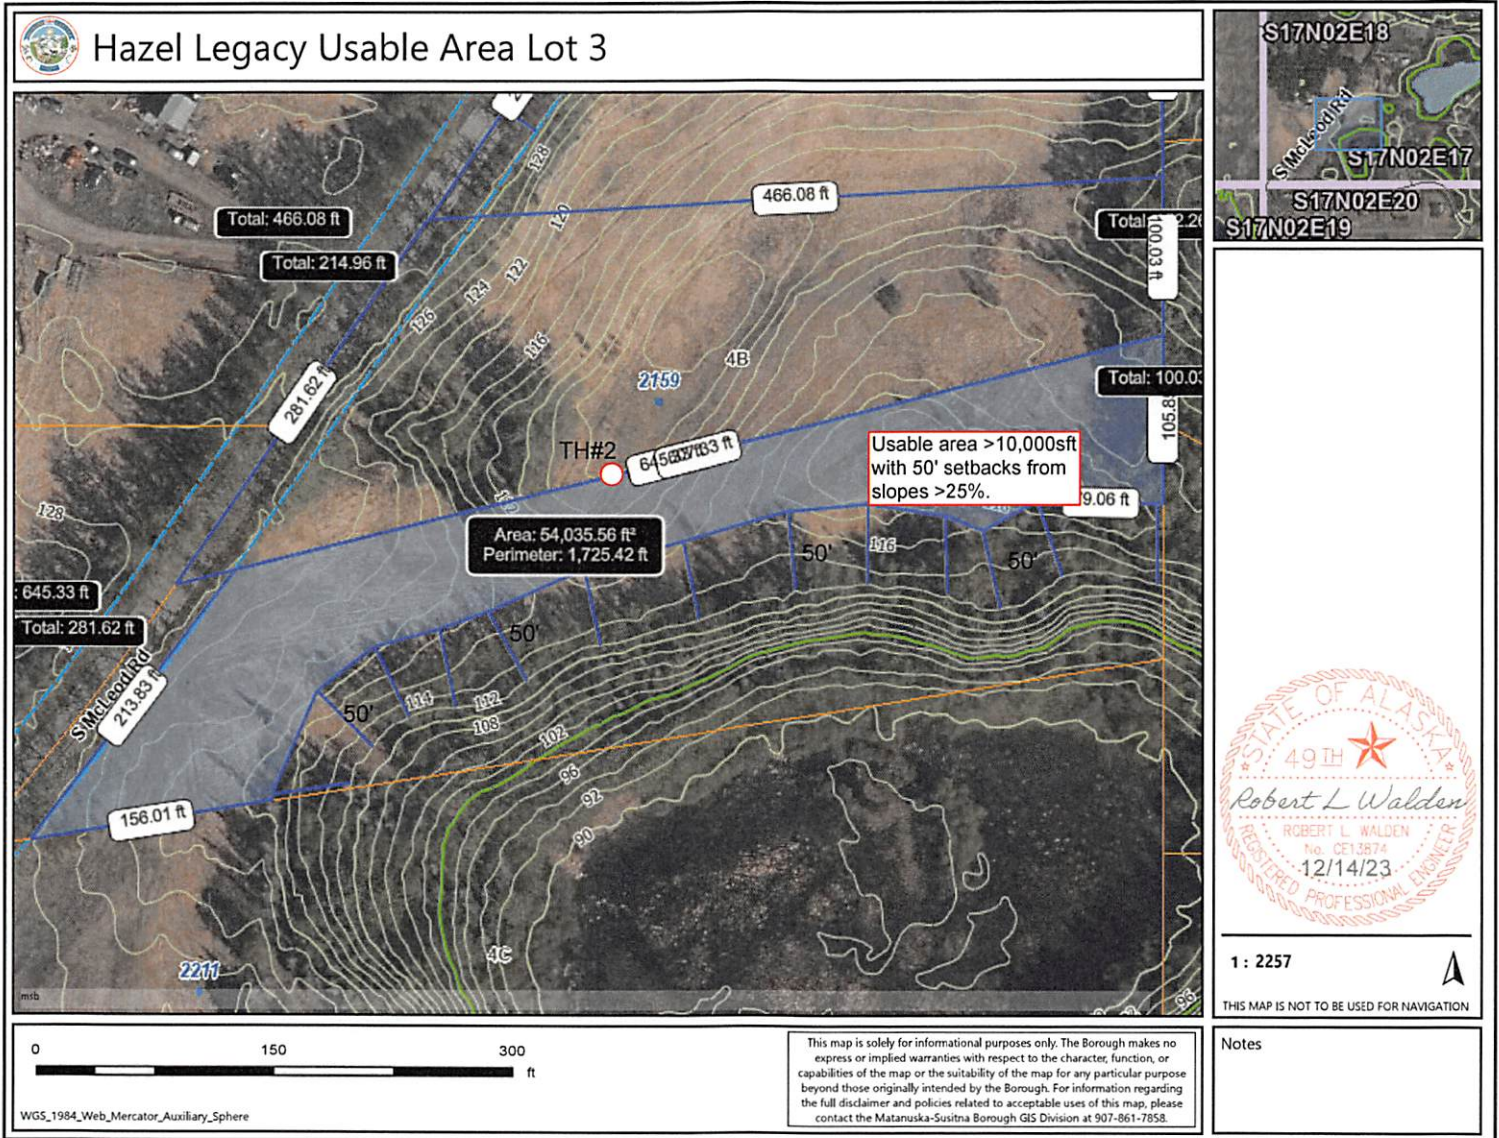 Hazel Legacy Usable Area Lot 3
S17N02E18
S McLeod Rd
S17N02E17
S17N02E20
S17N02E19
128
466.08 ft
Total: 466.08 ft
120
Total: 214.96 ft
100.03 ft
122
124
126
116
281.62 ft
4B
2159
Total: 100.03
105.8
TH#2
Usable area >10,000sft
with 50' setbacks from
slopes >25%.
9.06 ft
128
Area: 54,035.56 ft²
Perimeter: 1,725.42 ft
50'
116
50'
: 645.33 ft
Total: 281.62 ft
50'
S McLeod Rd
213.83 ft
114
112
50'
108
102
96
92
156.01 ft
90
4C
2211
msb
96
STATE OF ALASKA
49TH
Robert L Walden
ROBERT L. WALDEN
No. CE13874
12/14/23
REGISTERED PROFESSIONAL ENGINEER
1 : 2257
THIS MAP IS NOT TO BE USED FOR NAVIGATION
0 150 300
ft
WGS_1984_Web_Mercator_Auxiliary_Sphere
This map is solely for informational purposes only. The Borough makes no
express or implied warranties with respect to the character, function, or
capabilities of the map or the suitability of the map for any particular purpose
beyond those originally intended by the Borough. For information regarding
the full disclaimer and policies related to acceptable uses of this map, please
contact the Matanuska-Susitna Borough GIS Division at 907-861-7858.
Notes